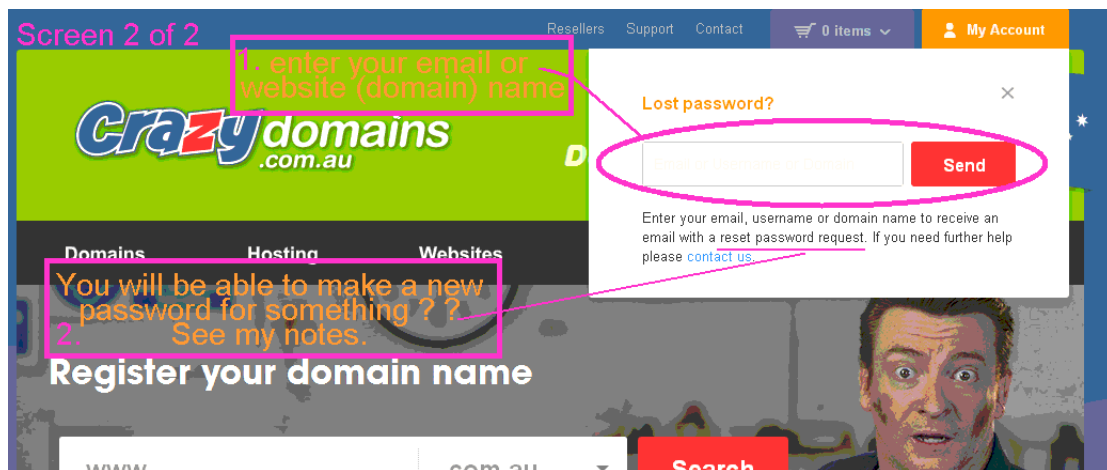 Screen 2 of 2
Resellers Support Contact 0 items My Account
1. enter your email or
website (domain) name
Lost password?
Crazy domains
.com.au
D
Send
Enter your email, username or domain name to receive an
email with a reset password request. If you need further help
please contact us.
Domains Hosting Websites
You will be able to make a new
password for something ? ?
2. See my notes.
Register your domain name
www. .com.au Search